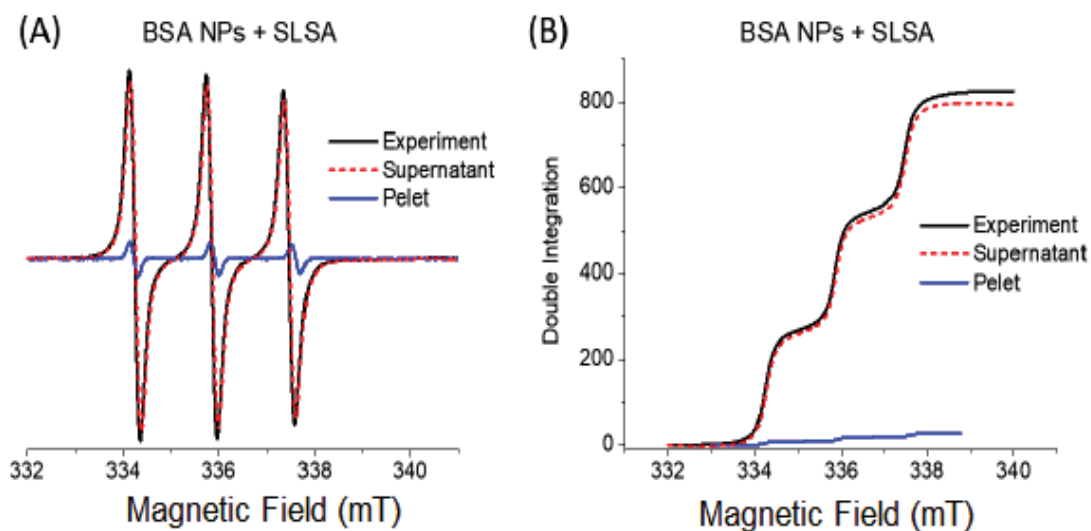 (A)
BSA NPs + SLSA
Experiment
Supernatant
Pelet
332 334 336 338 340
Magnetic Field (mT)
(B)
BSA NPs + SLSA
Double Integration
800
600
400
200
0
Experiment
Supernatant
Pelet
332 334 336 338 340
Magnetic Field (mT)